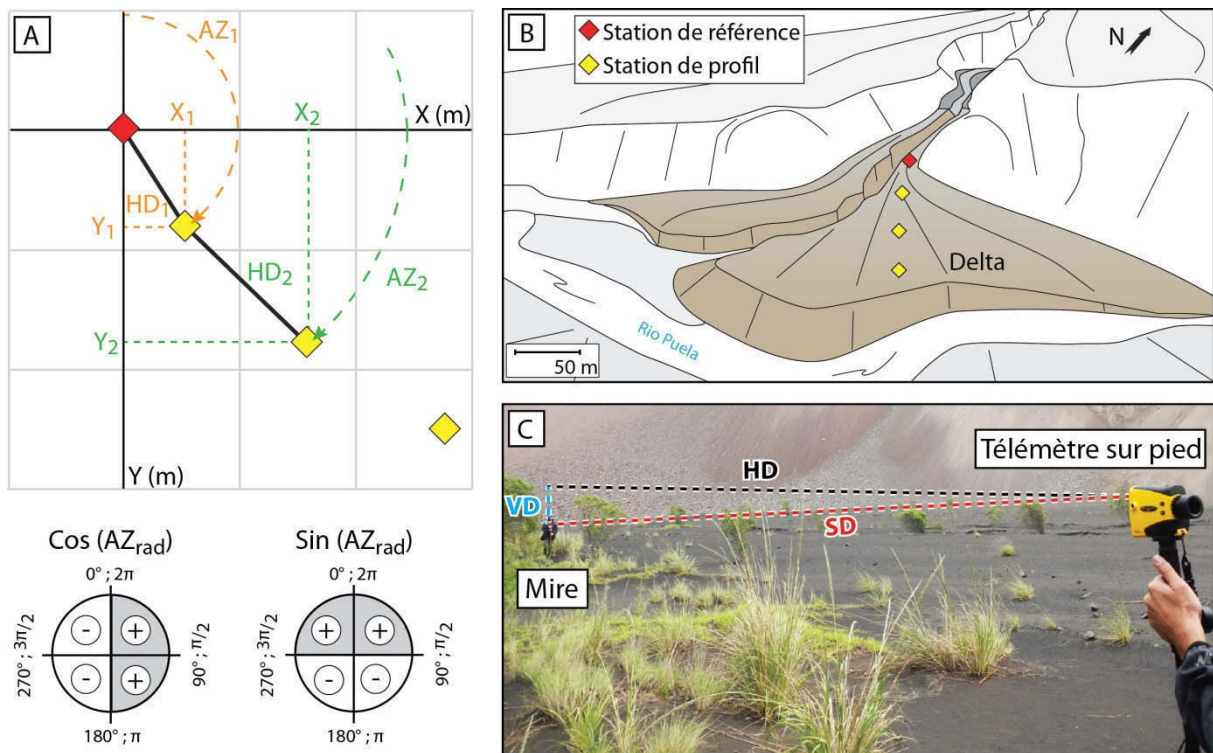 A
AZ₁
X₁
X₂
X (m)
HD₁
Y₁
HD₂
AZ₂
Y₂
Y (m)
Cos (AZrad)
0° ; 2π
270° ; 3π/2
90° ; π/2
180° ; π
- +
- +
Sin (AZrad)
0° ; 2π
270° ; 3π/2
90° ; π/2
180° ; π
+ +
- -
B
Station de référence
Station de profil
N
Delta
Rio Puela
50 m
C
Télémètre sur pied
HD
VD
SD
Mire